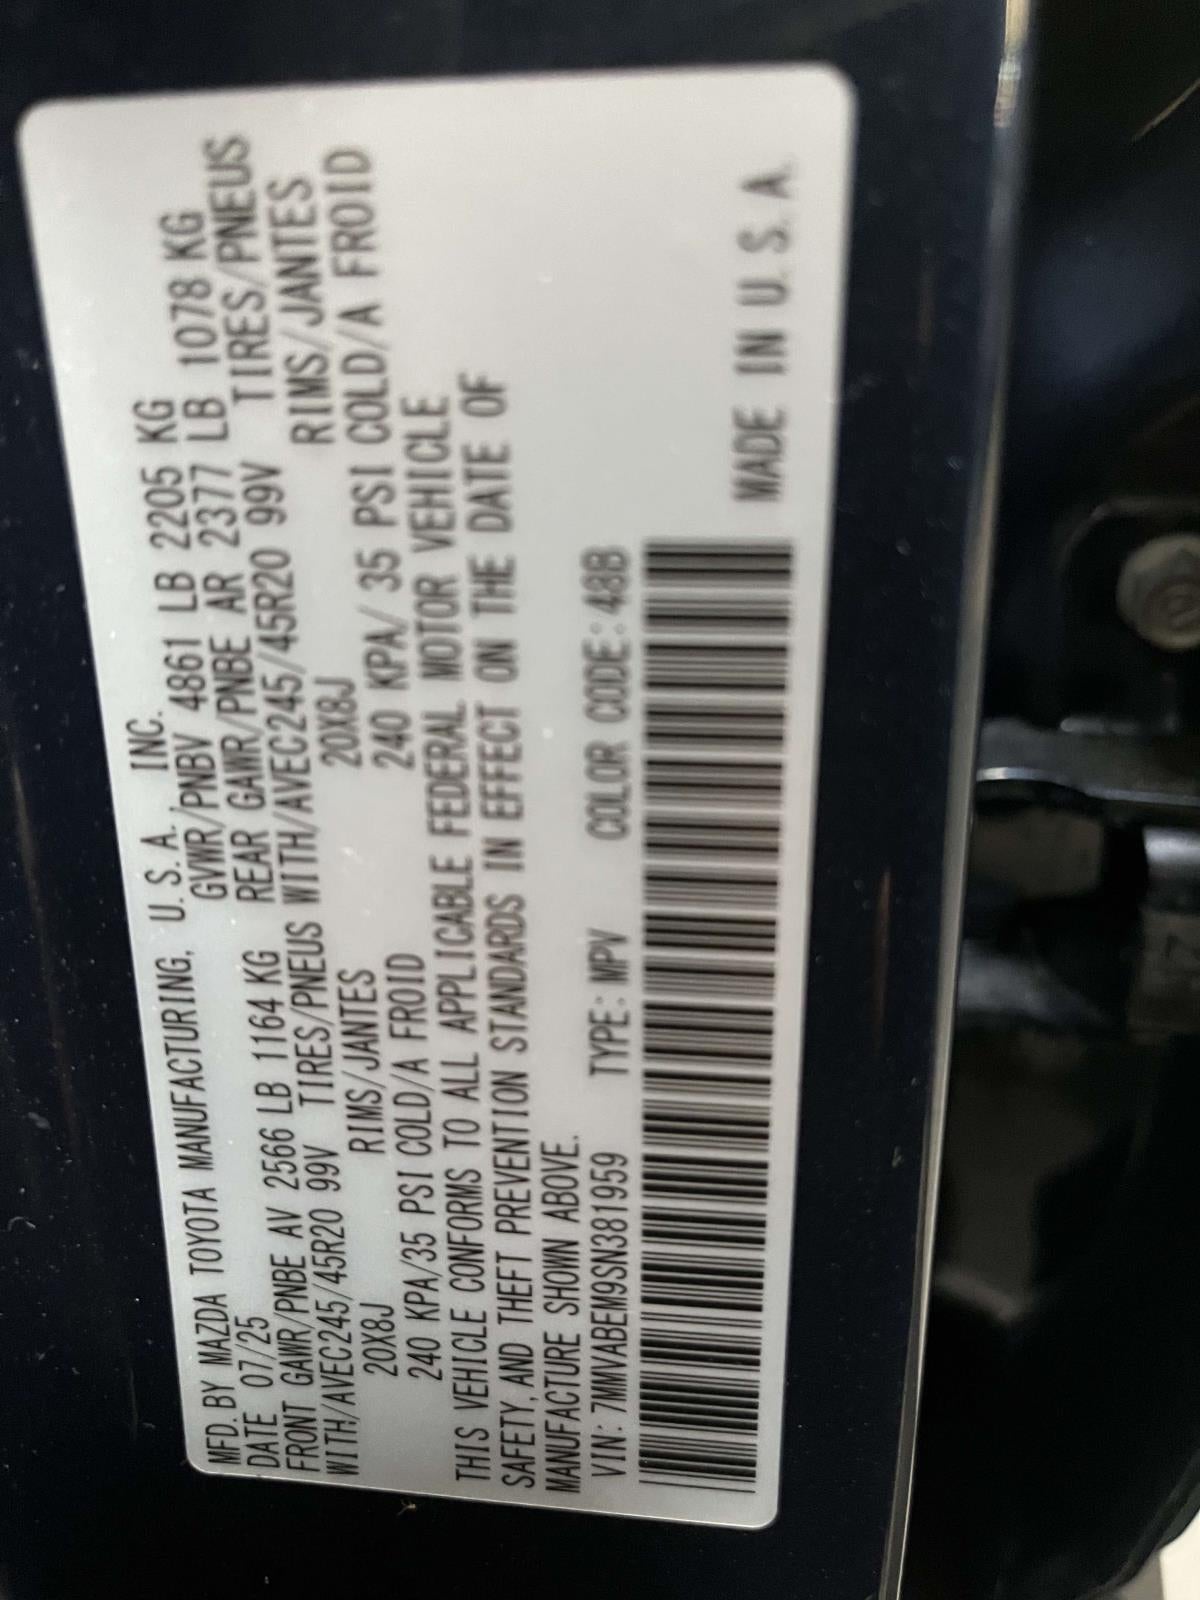 MFD. BY MAZDA TOYOTA MANUFACTURING, U.S.A., INC.
DATE 07/25 GVWR/PNBV 4861 LB 2205 KG
FRONT GAWR/PNBE AV 2566 LB 1164 KG REAR GAWR/PNBE AR 2377 LB 1078 KG
WITH/AVEC245/45R20 99V TIRES/PNEUS WITH/AVEC245/45R20 99V TIRES/PNEUS
20X8J RIMS/JANTES 20X8J RIMS/JANTES
240 KPA/35 PSI COLD/A FROID 240 KPA/ 35 PSI COLD/A FROID
THIS VEHICLE CONFORMS TO ALL APPLICABLE FEDERAL MOTOR VEHICLE
SAFETY, AND THEFT PREVENTION STANDARDS IN EFFECT ON THE DATE OF
MANUFACTURE SHOWN ABOVE.
VIN: 7MMVABEM9SN381959 TYPE: MPV COLOR CODE: 48B
MADE IN U.S.A.